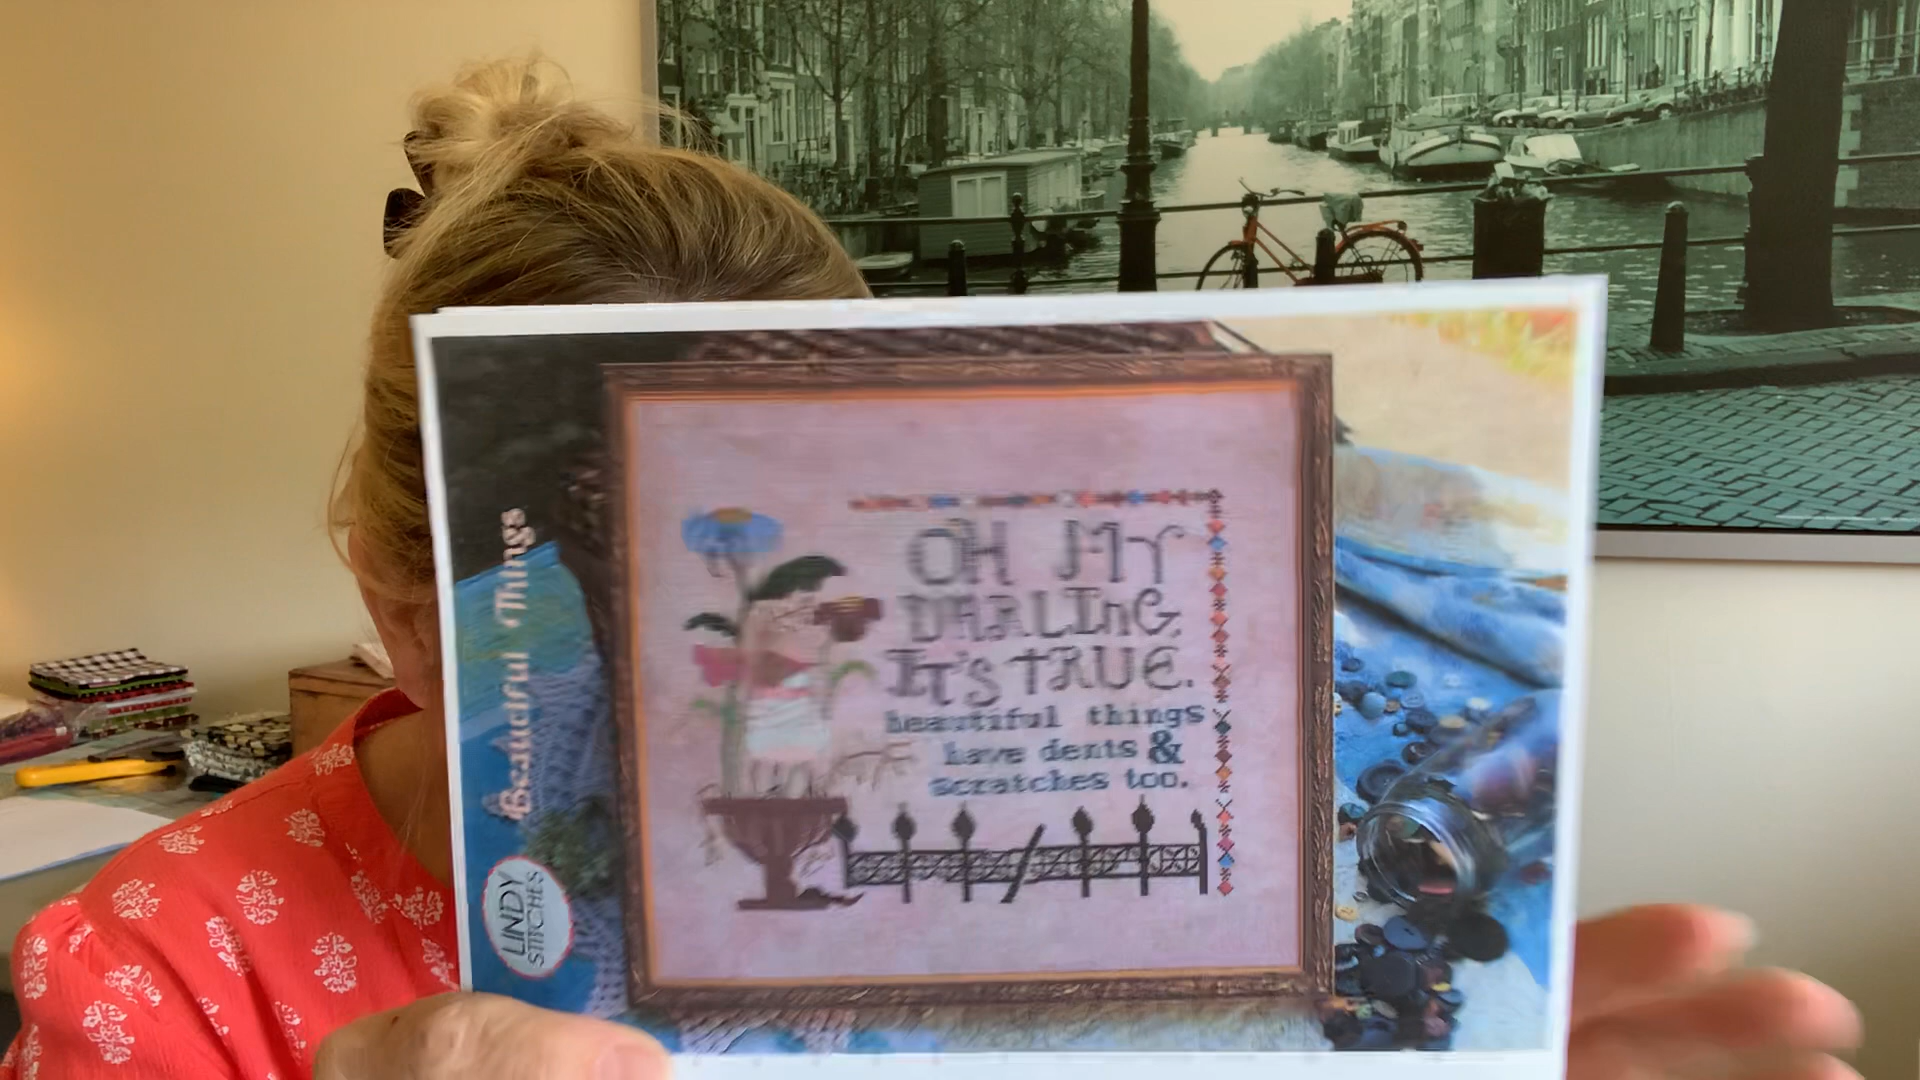 Beautiful Things
LINDY
STITCHES
OH MY
DARLING,
IT'S TRUE.
beautiful things
have dents &
scratches too.